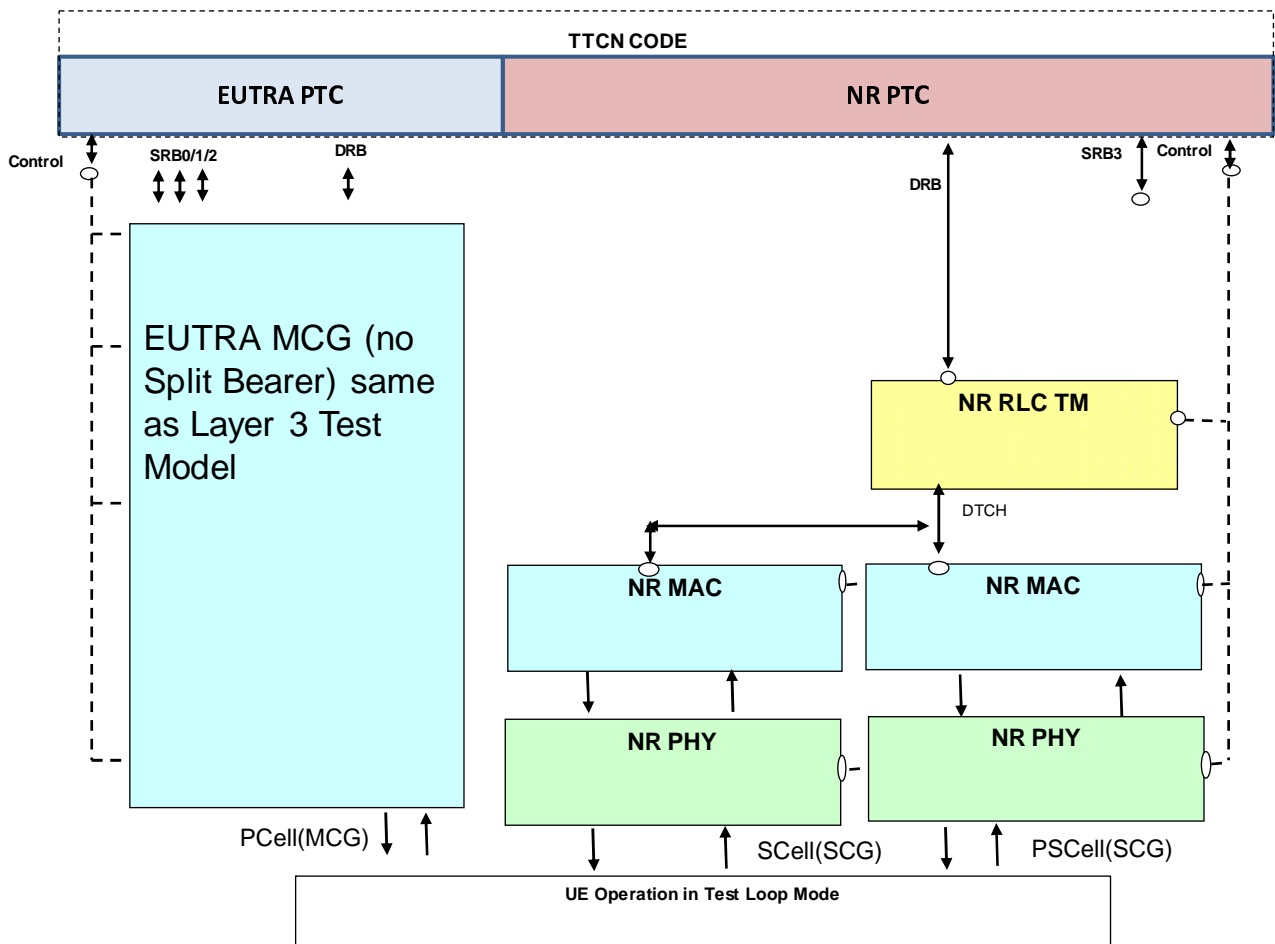 TTCN CODE
EUTRA PTC
NR PTC
Control
SRB0/1/2
DRB
DRB
SRB3
Control
EUTRA MCG (no
Split Bearer) same
as Layer 3 Test
Model
NR RLC TM
DTCH
NR MAC
NR MAC
NR PHY
NR PHY
PCell(MCG)
SCell(SCG)
PSCell(SCG)
UE Operation in Test Loop Mode